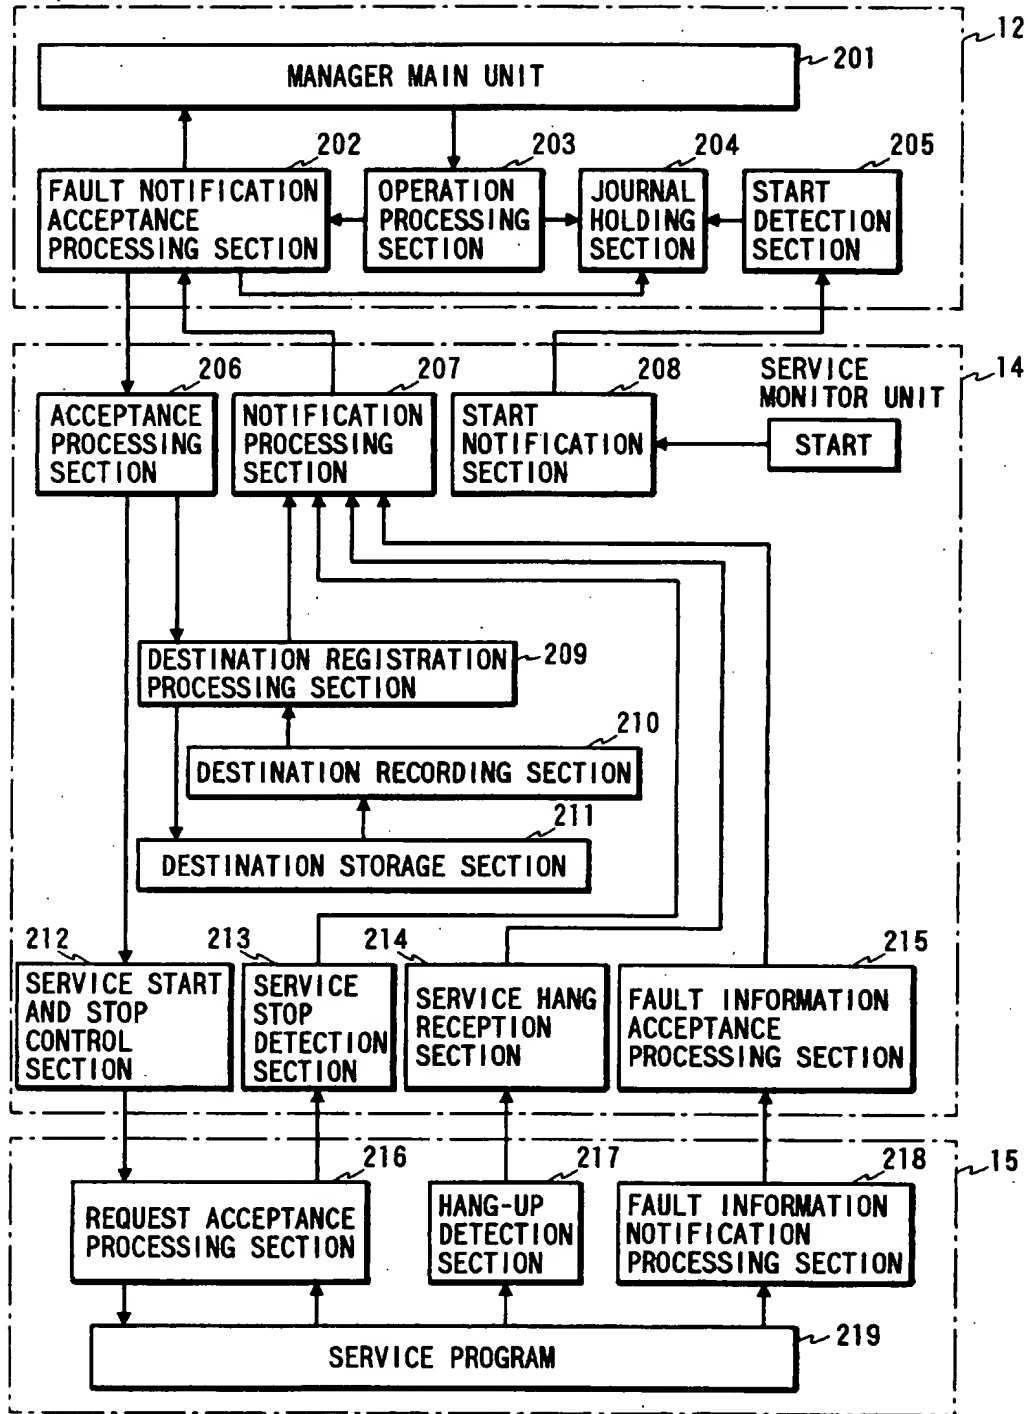 12
MANAGER MAIN UNIT
201
202
203
204
205
FAULT NOTIFICATION
ACCEPTANCE
PROCESSING SECTION
OPERATION
PROCESSING
SECTION
JOURNAL
HOLDING
SECTION
START
DETECTION
SECTION
206
207
208
SERVICE
MONITOR UNIT
14
ACCEPTANCE
PROCESSING
SECTION
NOTIFICATION
PROCESSING
SECTION
START
NOTIFICATION
SECTION
START
DESTINATION REGISTRATION
PROCESSING SECTION
209
210
DESTINATION RECORDING SECTION
211
DESTINATION STORAGE SECTION
212
213
214
215
SERVICE START
AND STOP
CONTROL
SECTION
SERVICE
STOP
DETECTION
SECTION
SERVICE HANG
RECEPTION
SECTION
FAULT INFORMATION
ACCEPTANCE
PROCESSING SECTION
216
217
218
15
REQUEST ACCEPTANCE
PROCESSING SECTION
HANG-UP
DETECTION
SECTION
FAULT INFORMATION
NOTIFICATION
PROCESSING SECTION
SERVICE PROGRAM
219